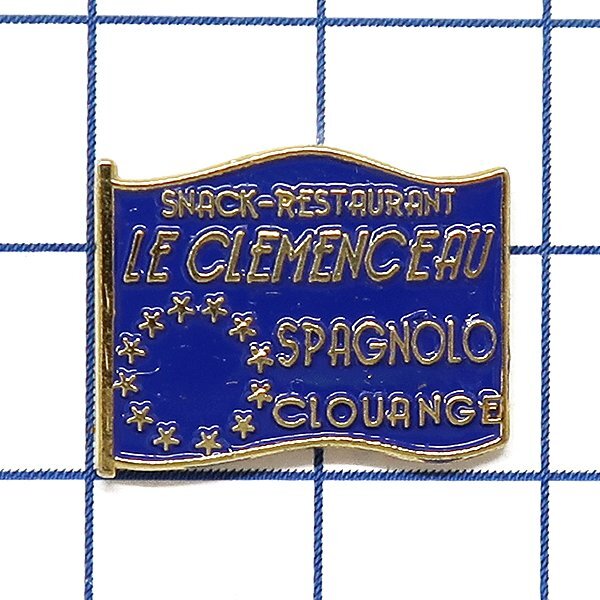 SNACK-RESTAURANT
LE CLEMENCEAU
SPAGNOLO
CLOUANGE